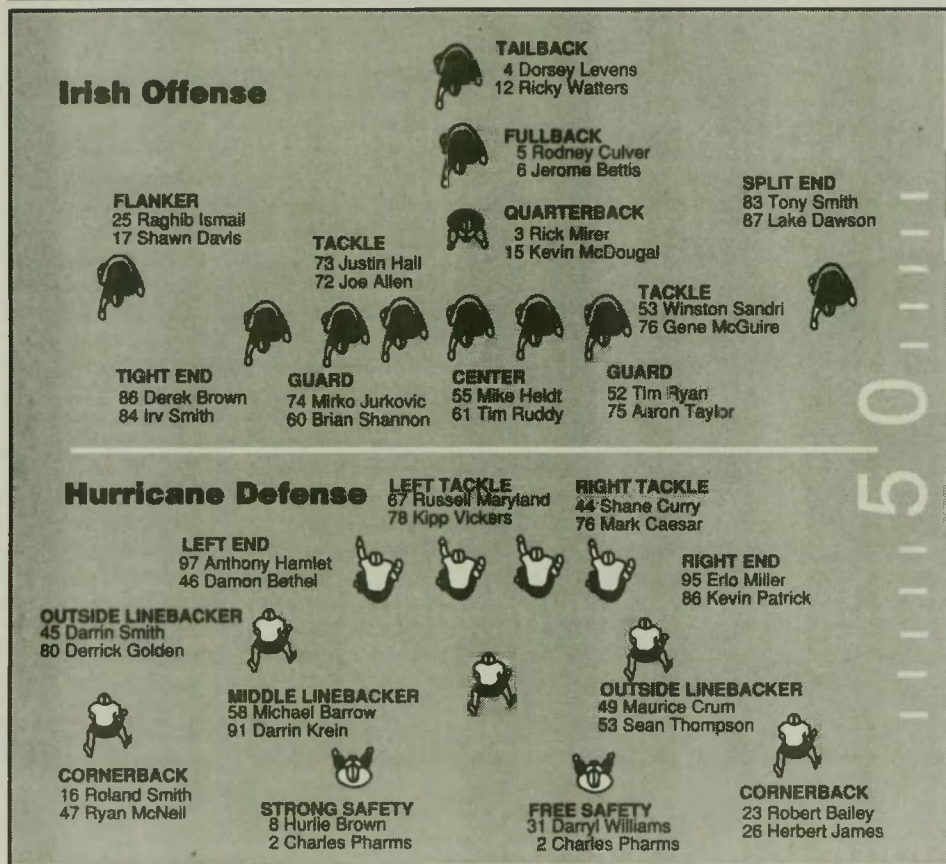 Irish Offense
TAILBACK
4 Dorsey Levens
12 Ricky Watters
FULLBACK
5 Rodney Culver
6 Jerome Bettis
SPLIT END
83 Tony Smith
87 Lake Dawson
FLANKER
25 Raghib Ismail
17 Shawn Davis
QUARTERBACK
3 Rick Mirer
15 Kevin McDougal
TACKLE
73 Justin Hall
72 Joe Allen
TACKLE
53 Winston Sandri
76 Gene McGuire
TIGHT END
86 Derek Brown
84 Irv Smith
GUARD
74 Mirko Jurkovic
60 Brian Shannon
CENTER
55 Mike Heldt
61 Tim Ruddy
GUARD
52 Tim Ryan
75 Aaron Taylor
50
Hurricane Defense
LEFT TACKLE
67 Russell Maryland
78 Kipp Vickers
RIGHT TACKLE
44 Shane Curry
76 Mark Caesar
LEFT END
97 Anthony Hamlet
46 Damon Bethel
RIGHT END
95 Eric Miller
86 Kevin Patrick
OUTSIDE LINEBACKER
45 Darrin Smith
80 Derrick Golden
MIDDLE LINEBACKER
58 Michael Barrow
91 Darrin Krein
OUTSIDE LINEBACKER
49 Maurice Crum
53 Sean Thompson
CORNERBACK
16 Roland Smith
47 Ryan McNeil
STRONG SAFETY
8 Hurlie Brown
2 Charles Pharms
FREE SAFETY
31 Darryl Williams
2 Charles Pharms
CORNERBACK
23 Robert Bailey
26 Herbert James